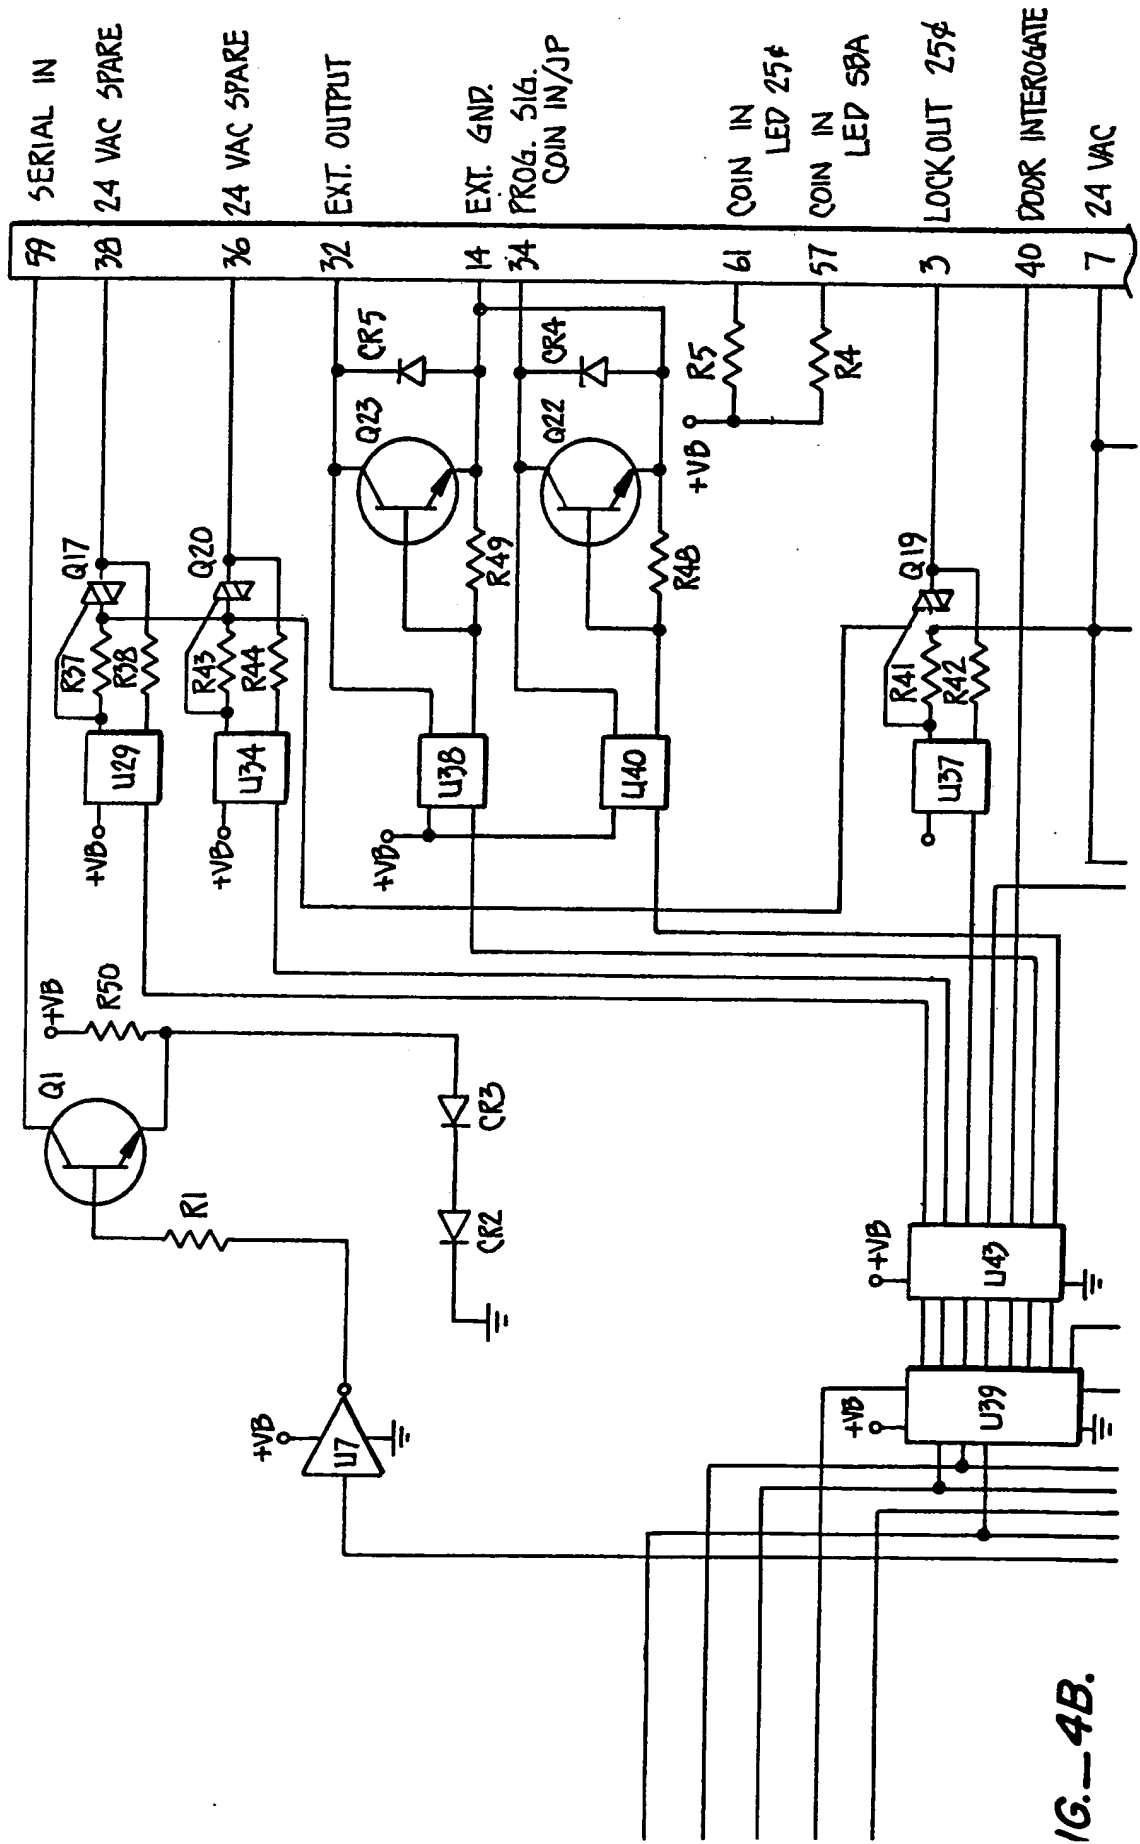 SERIAL IN
24 VAC SPARE
24 VAC SPARE
EXT. OUTPUT
EXT. GND.
PROG. SIG.
COIN IN/JP
COIN IN
LED 25¢
COIN IN
LED SBA
LOCKOUT 25¢
DOOR INTEROGATE
24 VAC
59
38
36
32
14
34
61
57
3
40
7
CR5
CR4
R5
R4
Q23
Q22
+VB
Q17
Q20
R49
R48
Q19
R37
R38
R43
R44
R41
R42
U29
U34
U38
U40
U37
+VB
+VB
+VB
+VB
R50
Q1
CR3
R1
CR2
+VB
U43
+VB
U7
+VB
U39
IG.—4B.